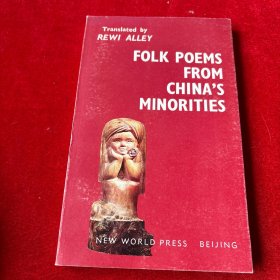 Translated by
REWI ALLEY
FOLK POEMS
FROM
CHINA'S
MINORITIES
NEW WORLD PRESS BEIJING